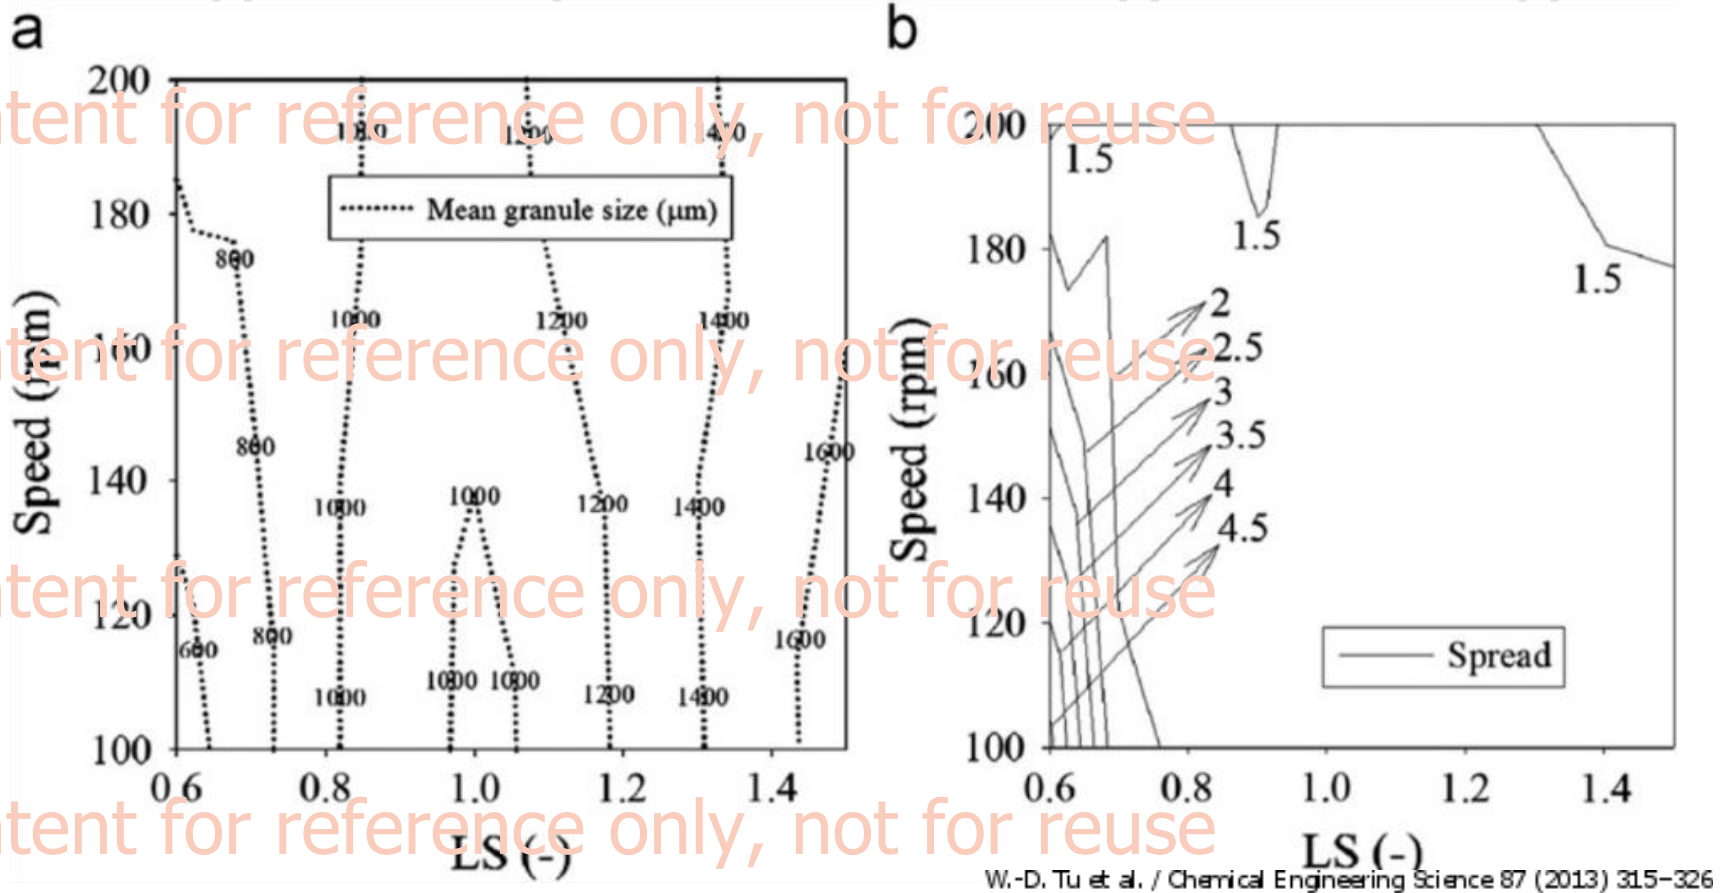 a
b
200
180
160
140
120
100
0.6 0.8 1.0 1.2 1.4
Speed (rpm)
LS (-)
Mean granule size (μm)
1000 1200 1400
800 1000 1200 1400
800 1000 1000 1200 1400 1600
600 800 1000 1000 1000 1200 1400 1600
200
180
160
140
120
100
0.6 0.8 1.0 1.2 1.4
Speed (rpm)
LS (-)
1.5
1.5
1.5
2
2.5
3
3.5
4
4.5
Spread
tent for reference only, not for reuse
tent for reference only, not for reuse
tent for reference only, not for reuse
tent for reference only, not for reuse
W.-D. Tu et al. / Chemical Engineering Science 87 (2013) 315–326